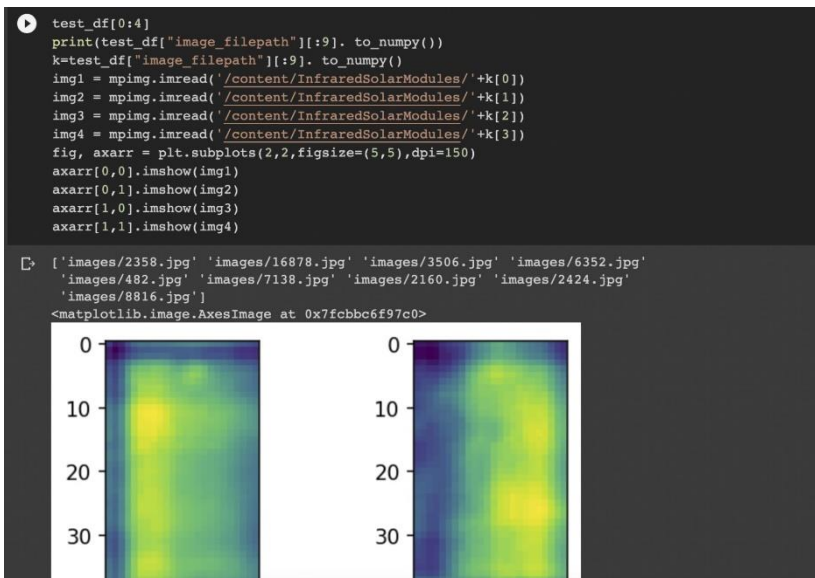 test_df[0:4]
print(test_df["image_filepath"][:9]. to_numpy())
k=test_df["image_filepath"][:9]. to_numpy()
img1 = mpimg.imread('/content/InfraredSolarModules/'+k[0])
img2 = mpimg.imread('/content/InfraredSolarModules/'+k[1])
img3 = mpimg.imread('/content/InfraredSolarModules/'+k[2])
img4 = mpimg.imread('/content/InfraredSolarModules/'+k[3])
fig, axarr = plt.subplots(2,2,figsize=(5,5),dpi=150)
axarr[0,0].imshow(img1)
axarr[0,1].imshow(img2)
axarr[1,0].imshow(img3)
axarr[1,1].imshow(img4)
['images/2358.jpg' 'images/16878.jpg' 'images/3506.jpg' 'images/6352.jpg'
'images/482.jpg' 'images/7138.jpg' 'images/2160.jpg' 'images/2424.jpg'
'images/8816.jpg']
<matplotlib.image.AxesImage at 0x7fcbbc6f97c0>
0 0
10 10
20 20
30 30